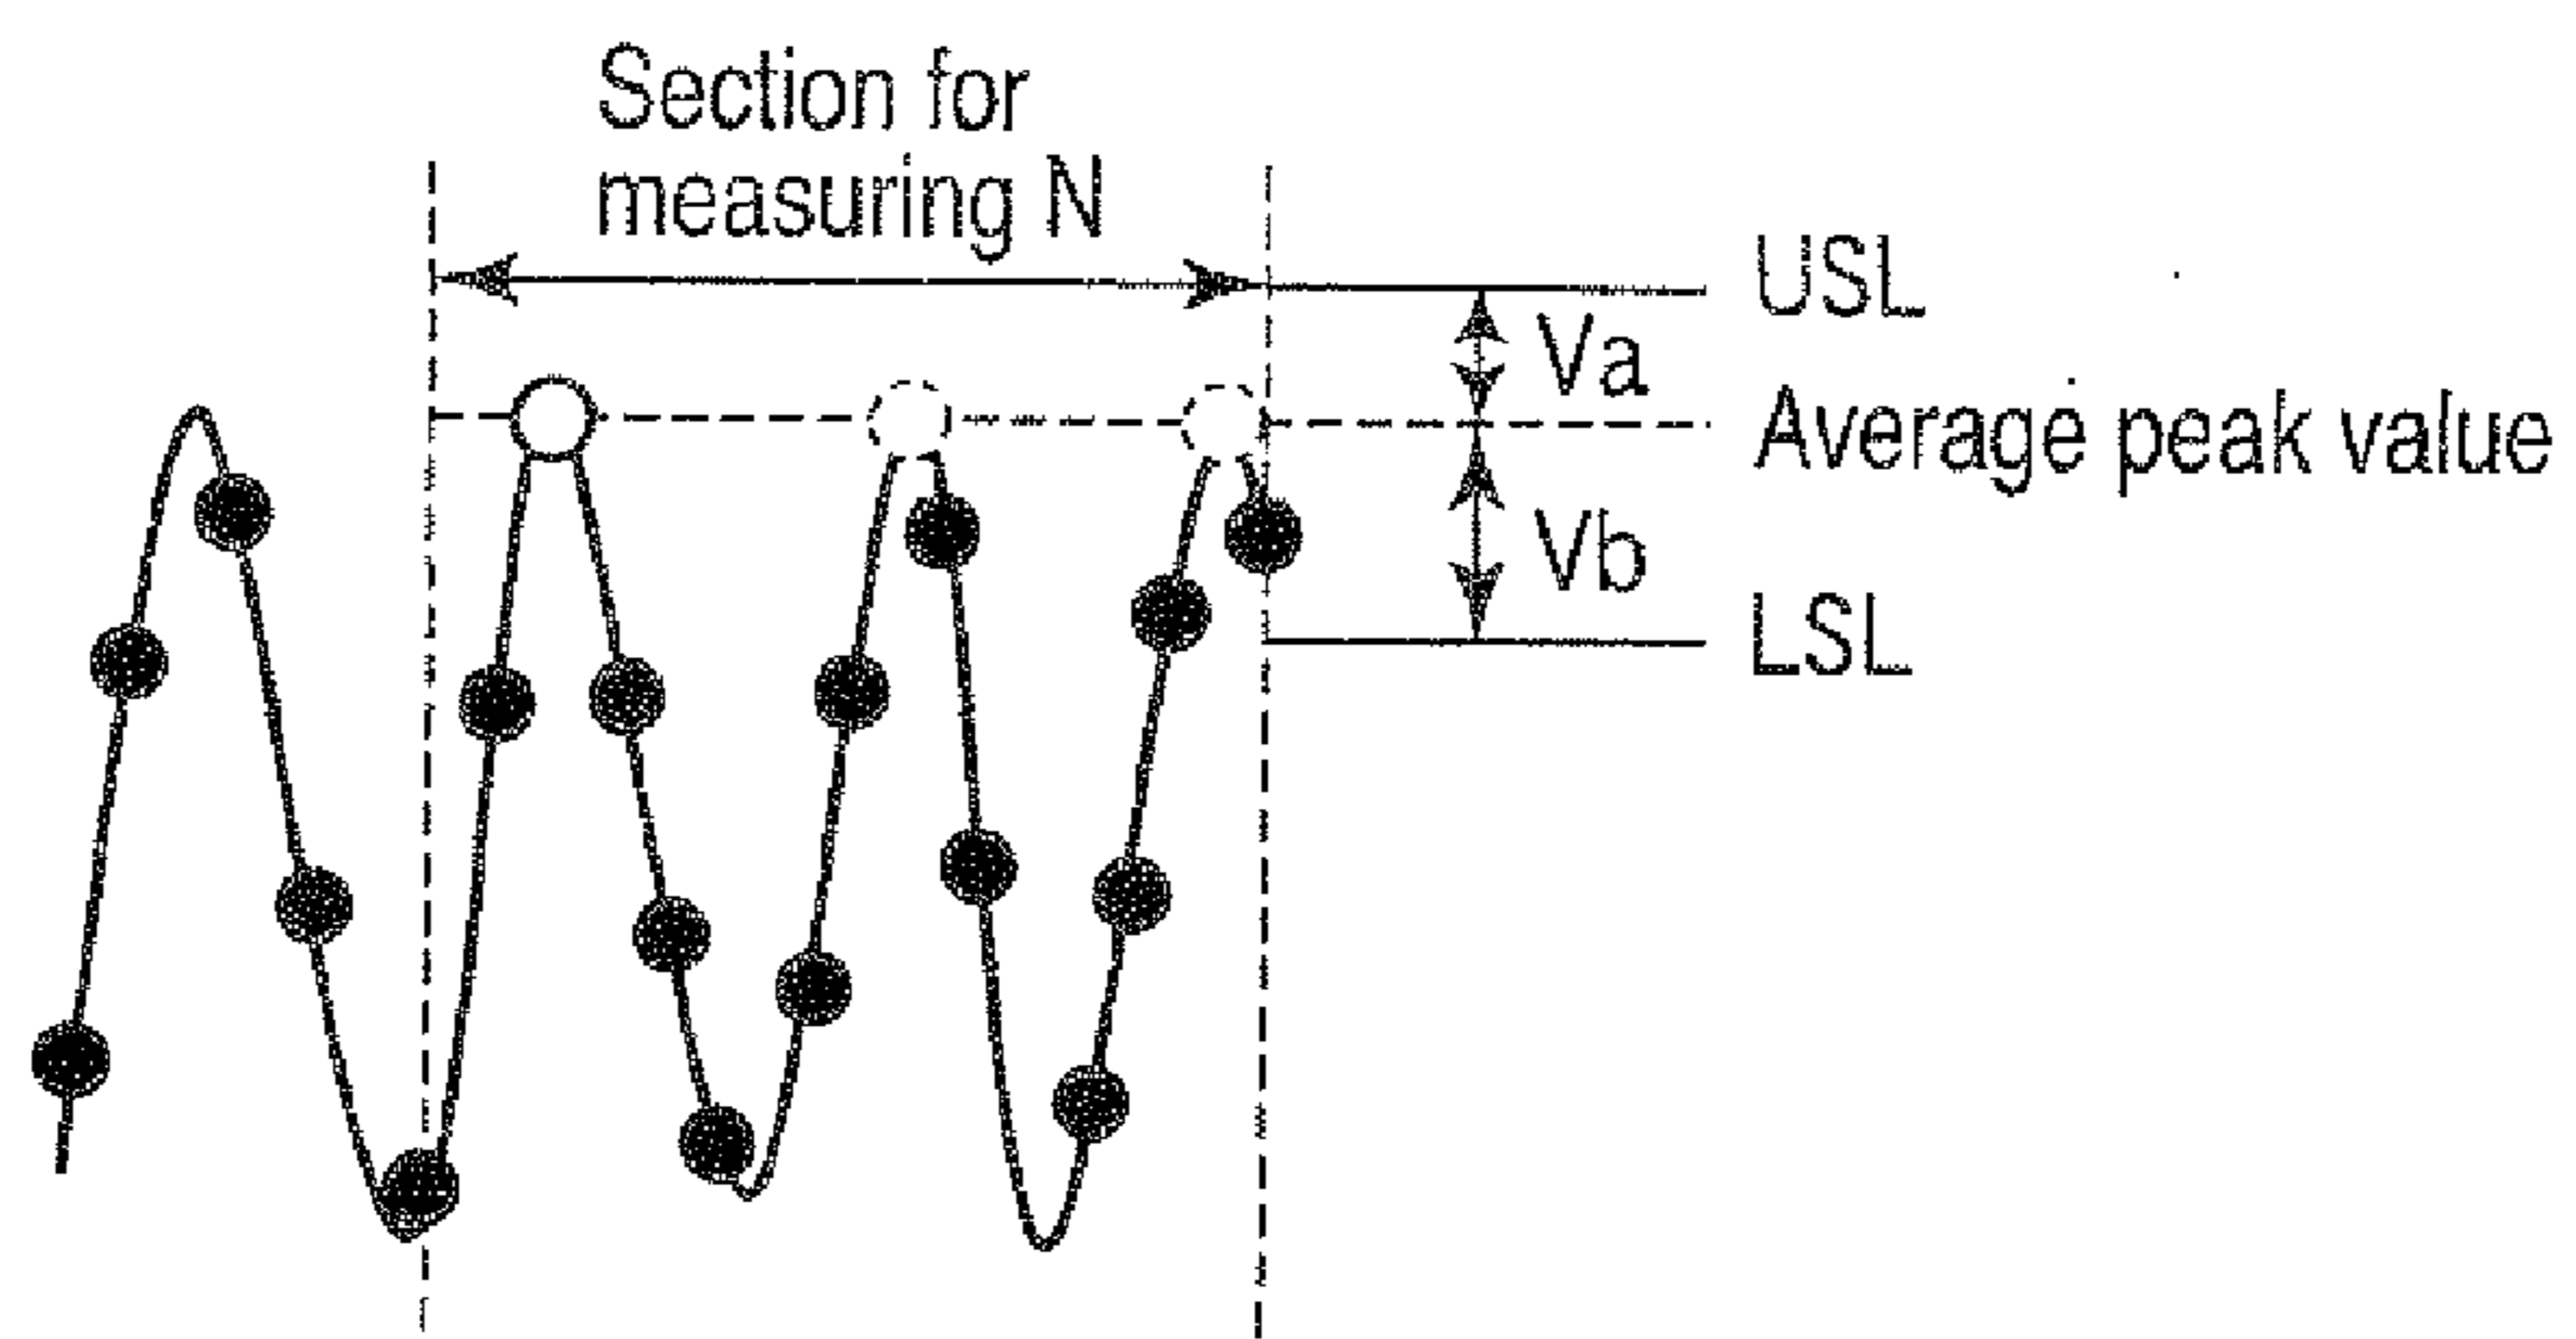 Section for
measuring N
USL
Va
Average peak value
Vb
LSL